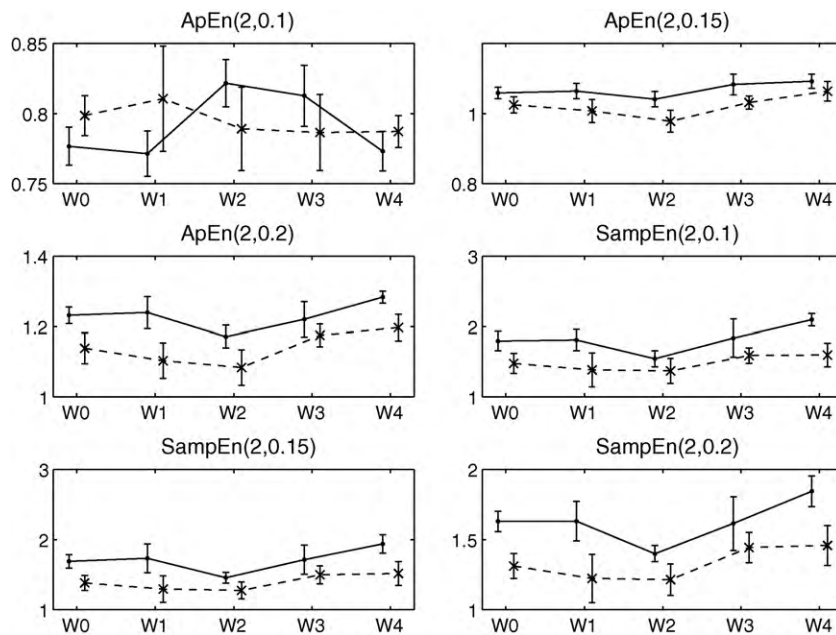 ApEn(2,0.1)
0.85
0.8
0.75
W0 W1 W2 W3 W4
ApEn(2,0.15)
1
0.8
W0 W1 W2 W3 W4
ApEn(2,0.2)
1.4
1.2
1
W0 W1 W2 W3 W4
SampEn(2,0.1)
3
2
1
W0 W1 W2 W3 W4
SampEn(2,0.15)
3
2
1
W0 W1 W2 W3 W4
SampEn(2,0.2)
2
1.5
1
W0 W1 W2 W3 W4